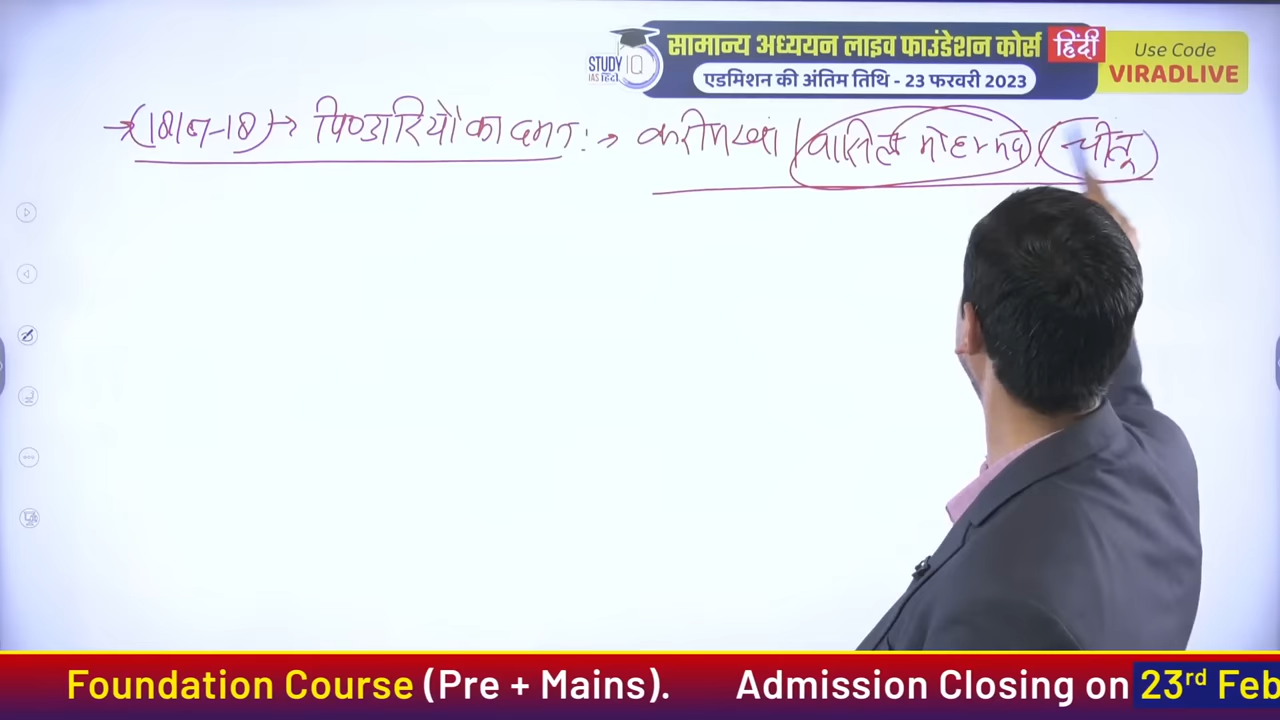 सामान्य अध्ययन लाइव फाउंडेशन कोर्स हिंदी
STUDY IQ
IAS हिंदी
एडमिशन की अंतिम तिथि - 23 फरवरी 2023
Use Code
VIRADLIVE
→(1817-18)→ पिण्डारियों का दमन :→ करीम खां / वासिल मोहम्मद / चीतू
Foundation Course (Pre + Mains). Admission Closing on 23rd Feb